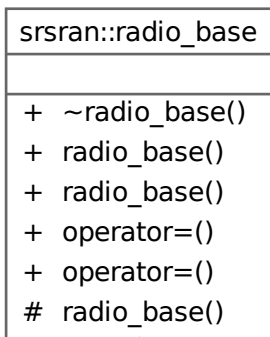 srsran::radio_base
+ ~radio_base()
+ radio_base()
+ radio_base()
+ operator=()
+ operator=()
# radio_base()